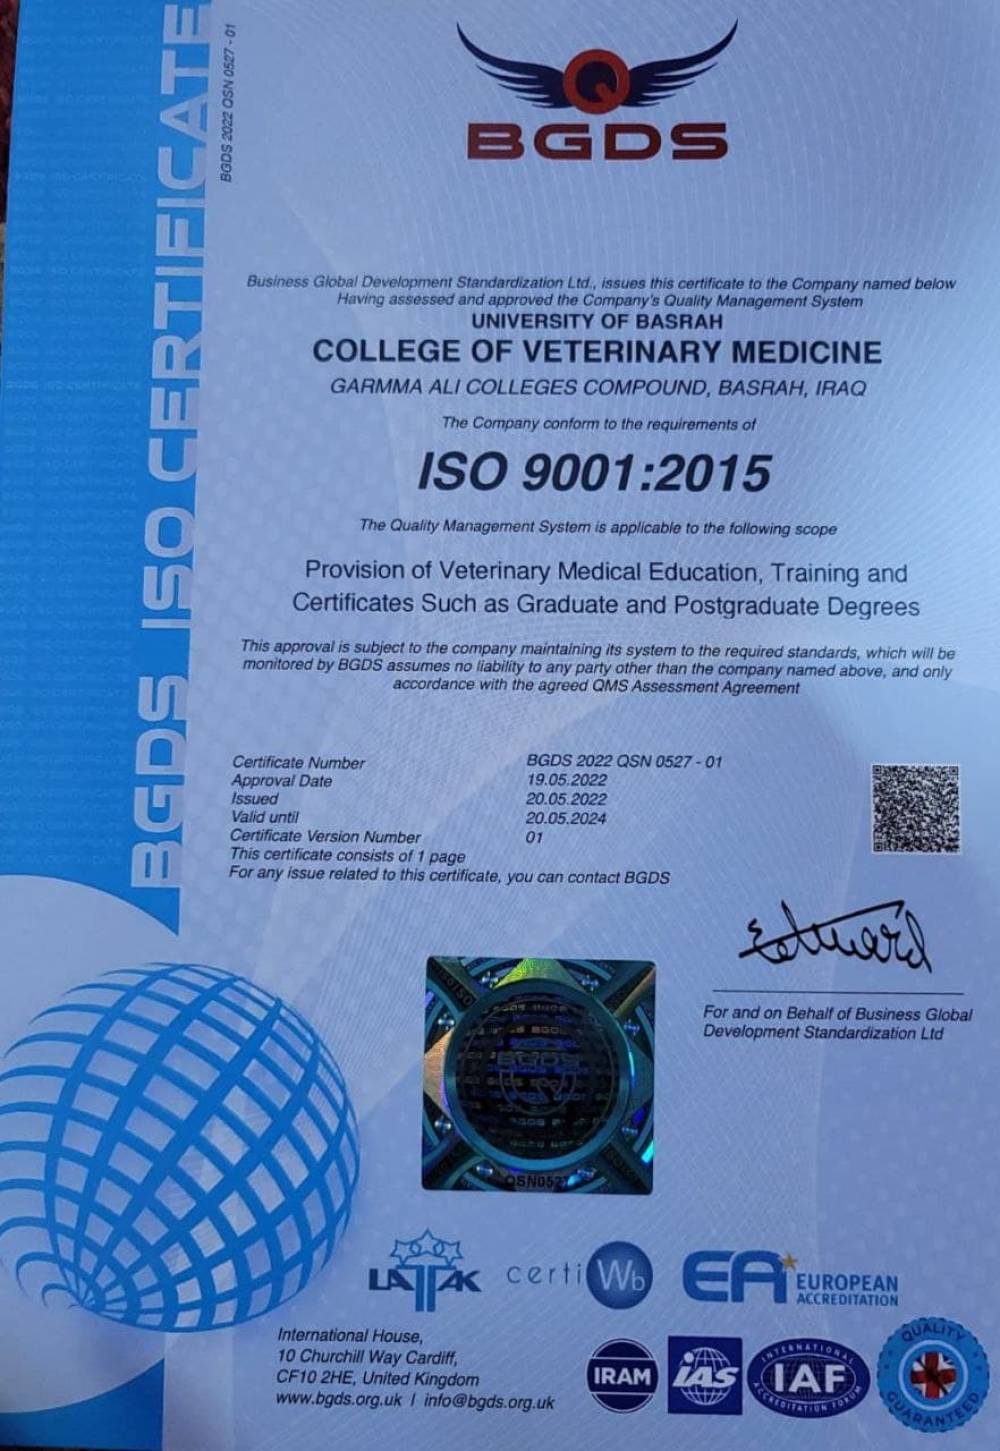 BGDS ISO CERTIFICATE
BGDS 2022 QSN 0527 - 01
BGDS
Business Global Development Standardization Ltd., issues this certificate to the Company named below
Having assessed and approved the Company's Quality Management System
UNIVERSITY OF BASRAH
COLLEGE OF VETERINARY MEDICINE
GARMMA ALI COLLEGES COMPOUND, BASRAH, IRAQ
The Company conform to the requirements of
ISO 9001:2015
The Quality Management System is applicable to the following scope
Provision of Veterinary Medical Education, Training and
Certificates Such as Graduate and Postgraduate Degrees
This approval is subject to the company maintaining its system to the required standards, which will be
monitored by BGDS assumes no liability to any party other than the company named above, and only
accordance with the agreed QMS Assessment Agreement
Certificate Number BGDS 2022 QSN 0527 - 01
Approval Date 19.05.2022
Issued 20.05.2022
Valid until 20.05.2024
Certificate Version Number 01
This certificate consists of 1 page
For any issue related to this certificate, you can contact BGDS
Edward
For and on Behalf of Business Global
Development Standardization Ltd
BGDS
QSN0527
LATAK
certi Wb
EA EUROPEAN
ACCREDITATION
International House,
10 Churchill Way Cardiff,
CF10 2HE, United Kingdom
www.bgds.org.uk I info@bgds.org.uk
IRAM
IAS
INTERNATIONAL
IAF
ACCREDITATION FORUM
QUALITY
GUARANTEED